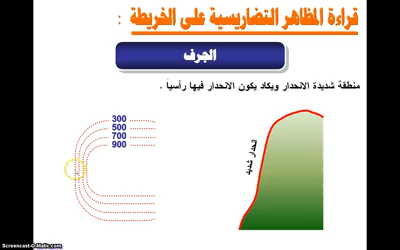 قراءة المظاهر التضاريسية على الخريطة :
الجرف
منطقة شديدة الانحدار ويكاد يكون الانحدار فيها رأسياً .
300
500
700
900
انحدار شديد
Screencast-O-Matic.com